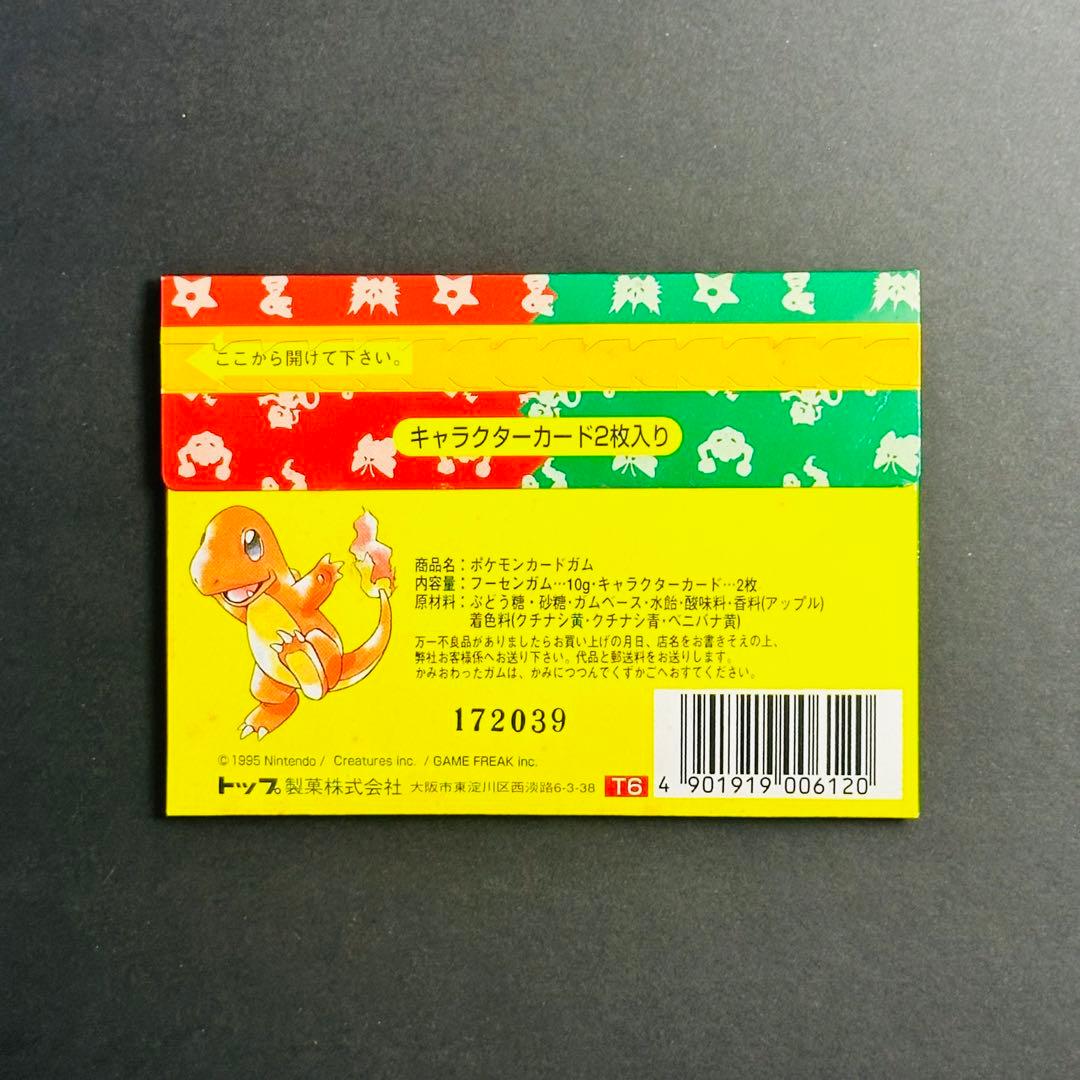 ここから開けて下さい。
キャラクターカード2枚入り
商品名：ポケモンカードガム
内容量：フーセンガム…10g・キャラクターカード…2枚
原材料：ぶどう糖・砂糖・ガムベース・水飴・酸味料・香料(アップル)
着色料(クチナシ黄・クチナシ青・ベニバナ黄)
万一不良品がありましたらお買い上げの月日、店名をお書きそえの上、
弊社お客様係へお送り下さい。代品と郵送料をお送りします。
かみおわったガムは、かみにつつんでくずかごへおすてください。
172039
©1995 Nintendo / Creatures inc. / GAME FREAK inc.
トップ製菓株式会社 大阪市東淀川区西淡路6-3-38 T6
4 901919 006120